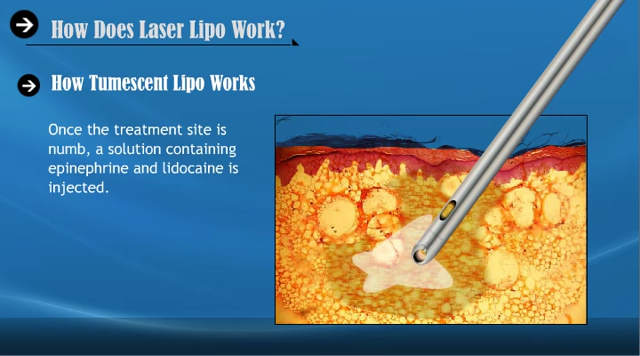 How Does Laser Lipo Work?
How Tumescent Lipo Works
Once the treatment site is
numb, a solution containing
epinephrine and lidocaine is
injected.